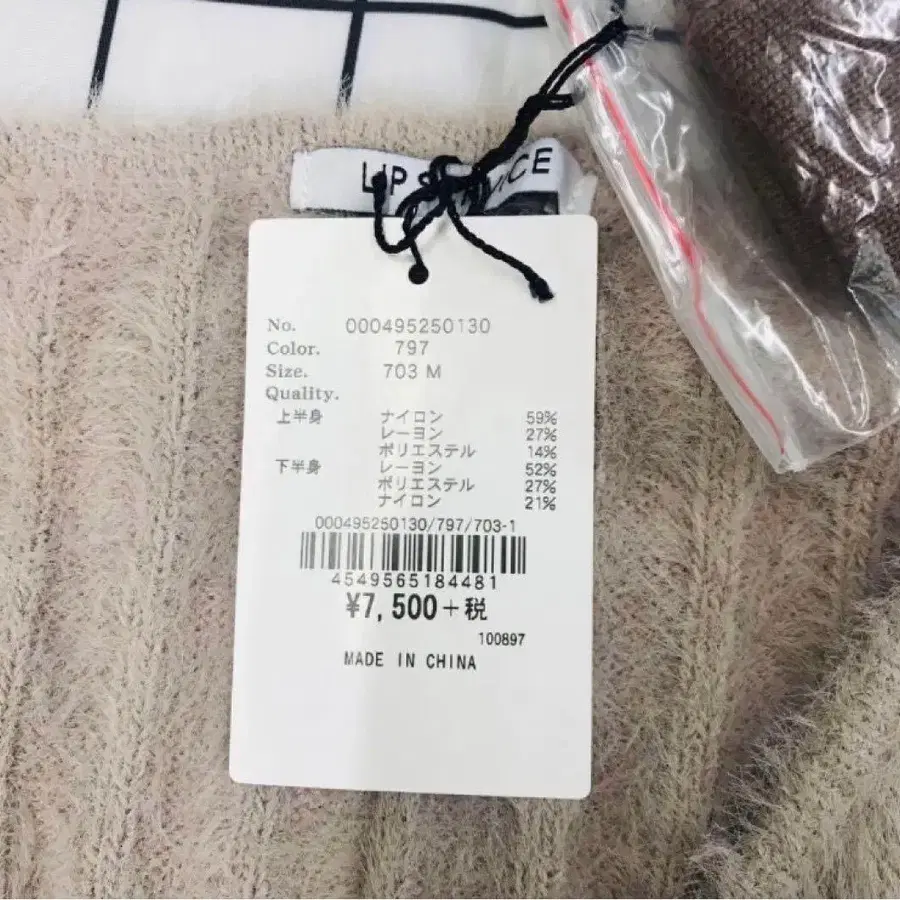 LIP SERVICE
No. 000495250130
Color. 797
Size. 703 M
Quality.
上半身 ナイロン 59%
レーヨン 27%
ポリエステル 14%
下半身 レーヨン 52%
ポリエステル 27%
ナイロン 21%
000495250130/797/703-1
4549565184481
¥7,500+税
100897
MADE IN CHINA